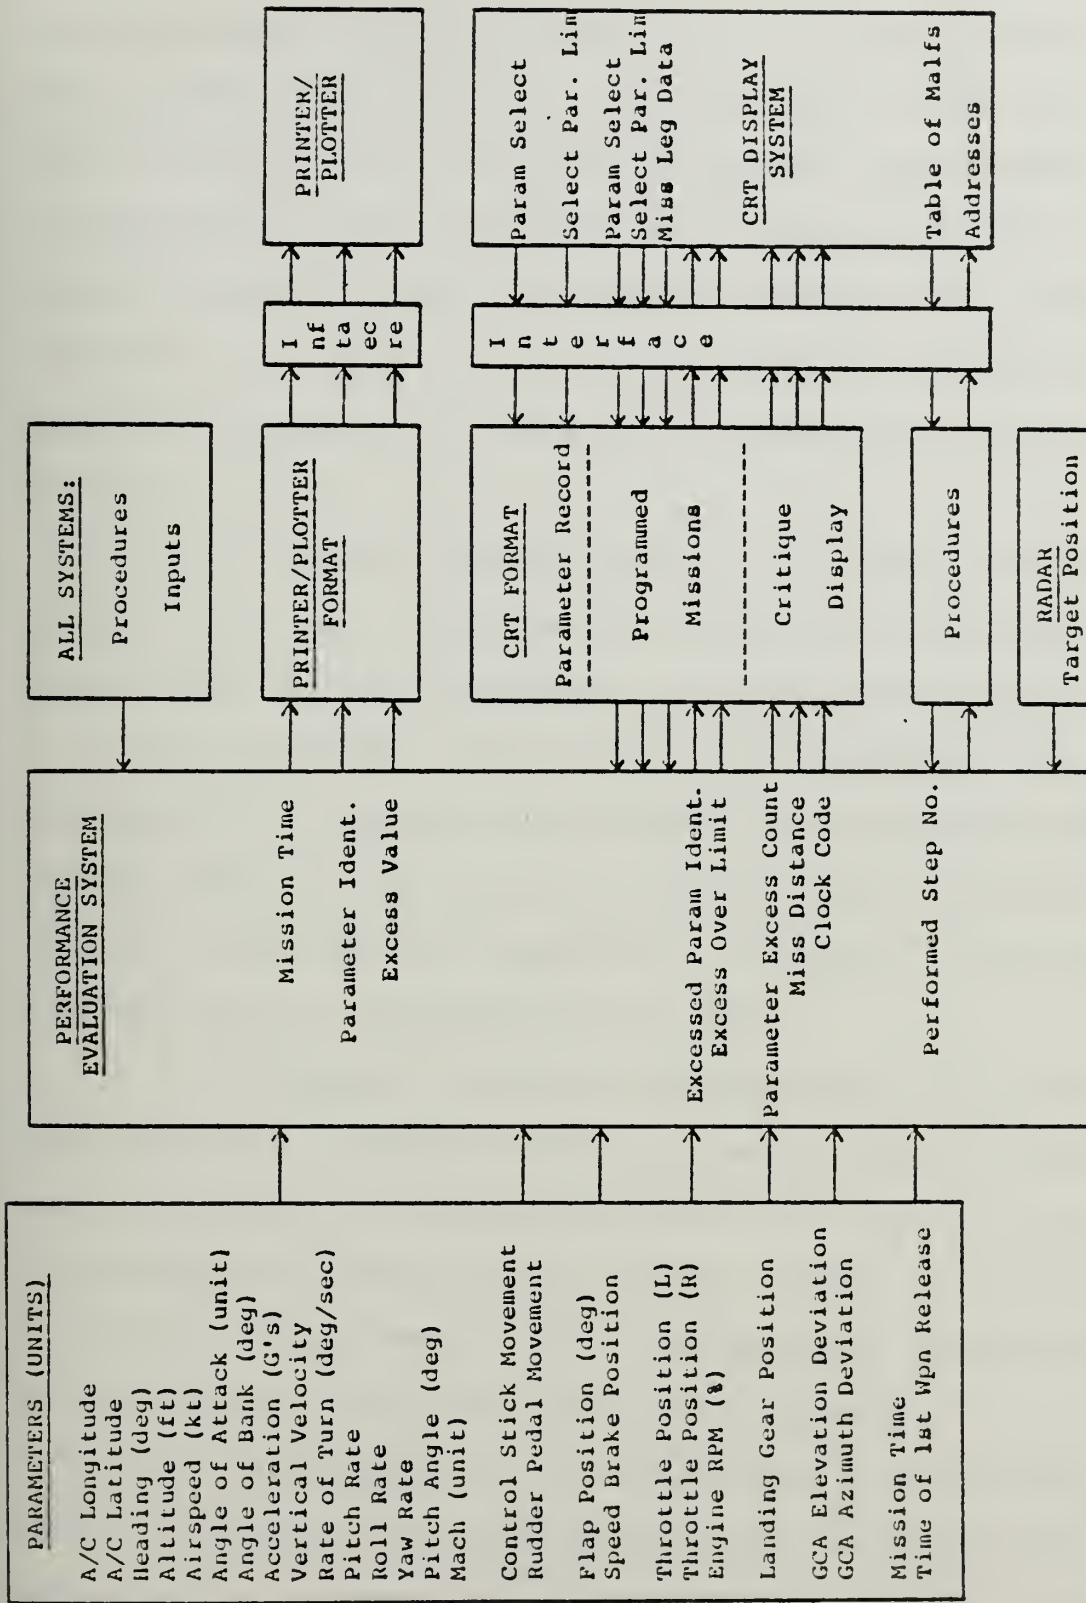 PARAMETERS (UNITS)
A/C Longitude
A/C Latitude
Heading (deg)
Altitude (ft)
Airspeed (kt)
Angle of Attack (unit)
Angle of Bank (deg)
Acceleration (G's)
Vertical Velocity
Rate of Turn (deg/sec)
Pitch Rate
Roll Rate
Yaw Rate
Pitch Angle (deg)
Mach (unit)
Control Stick Movement
Rudder Pedal Movement
Flap Position (deg)
Speed Brake Position
Throttle Position (L)
Throttle Position (R)
Engine RPM (%)
Landing Gear Position
GCA Elevation Deviation
GCA Azimuth Deviation
Mission Time
Time of 1st Wpn Release
PERFORMANCE
EVALUATION SYSTEM
Mission Time
Parameter Ident.
Excess Value
Excessed Param Ident.
Excess Over Limit
Parameter Excess Count
Miss Distance
Clock Code
Performed Step No.
ALL SYSTEMS:
Procedures
Inputs
PRINTER/PLOTTER
FORMAT
CRT FORMAT
Parameter Record
Programmed
Missions
Critique
Display
Procedures
RADAR
Target Position
I
nf
ta
ec
re
I
n
t
e
r
f
a
c
e
PRINTER/
PLOTTER
Param Select
Select Par. Lim
Param Select
Select Par. Lim
Miss Leg Data
CRT DISPLAY
SYSTEM
Table of Malfs
Addresses